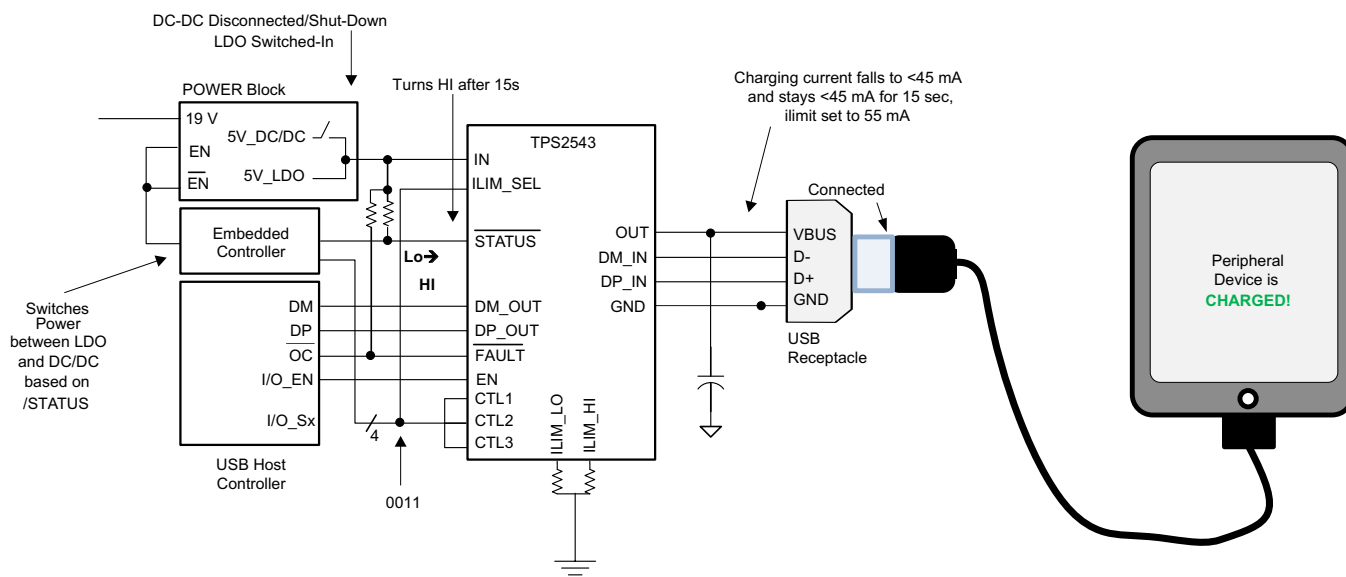 DC-DC Disconnected/Shut-Down
LDO Switched-In
POWER Block
Turns HI after 15s
Charging current falls to <45 mA
and stays <45 mA for 15 sec,
ilimit set to 55 mA
19 V
5V_DC/DC
EN
5V_LDO
EN
TPS2543
IN
ILIM_SEL
Connected
Embedded
Controller
STATUS
Lo→
HI
OUT
DM_IN
DP_IN
GND
VBUS
D-
D+
GND
USB
Receptacle
Peripheral
Device is
CHARGED!
Switches
Power
between LDO
and DC/DC
based on
/STATUS
DM
DP
OC
I/O_EN
I/O_Sx
DM_OUT
DP_OUT
FAULT
EN
CTL1
CTL2
CTL3
4
ILIM_LO
ILIM_HI
USB Host
Controller
0011